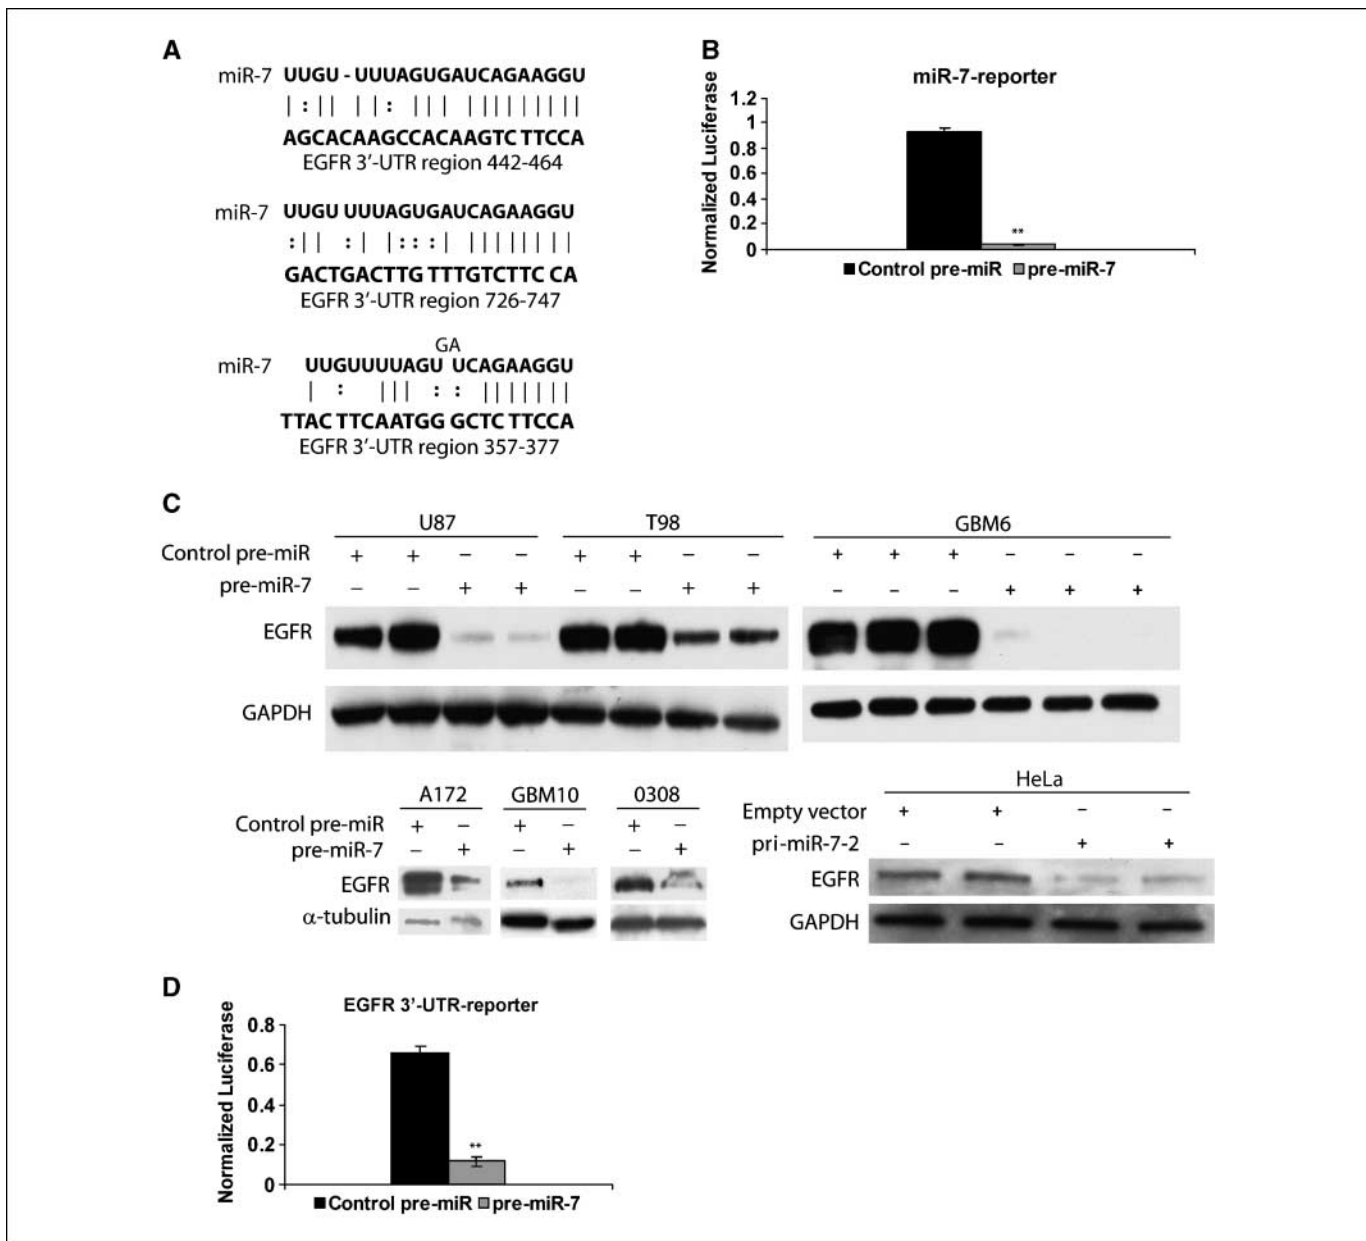 A
miR-7 UUGU - UUUAGUGAUCAGAAGGU
AGCACAAGCCACAAGTC TTCCA
EGFR 3'-UTR region 442-464
miR-7 UUGU UUUAGUGAUCAGAAGGU
GACTGACTTG TTTGTCTTC CA
EGFR 3'-UTR region 726-747
GA
miR-7 UUGUUUUAGU UCAGAAGGU
TTAC TTCAATGG GCTC TTCCA
EGFR 3'-UTR region 357-377
B
miR-7-reporter
Normalized Luciferase
1.2
1
0.8
0.6
0.4
0.2
0
**
Control pre-miR pre-miR-7
C
U87 T98 GBM6
Control pre-miR + + − − + + − − + + + − − −
pre-miR-7 − − + + − − + + − − − + + +
EGFR
GAPDH
A172 GBM10 0308
Control pre-miR + − + − + −
pre-miR-7 − + − + − +
EGFR
α-tubulin
HeLa
Empty vector + + − −
pri-miR-7-2 − − + +
EGFR
GAPDH
D
EGFR 3'-UTR-reporter
Normalized Luciferase
0.8
0.6
0.4
0.2
0
**
Control pre-miR pre-miR-7